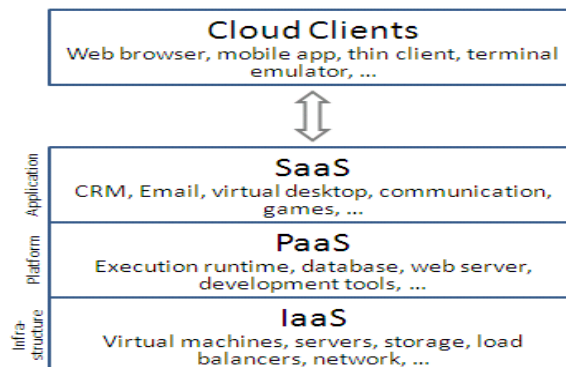 Cloud Clients
Web browser, mobile app, thin client, terminal
emulator, ...
Application
SaaS
CRM, Email, virtual desktop, communication,
games, ...
Platform
PaaS
Execution runtime, database, web server,
development tools, ...
Infra-
structure
IaaS
Virtual machines, servers, storage, load
balancers, network, ...